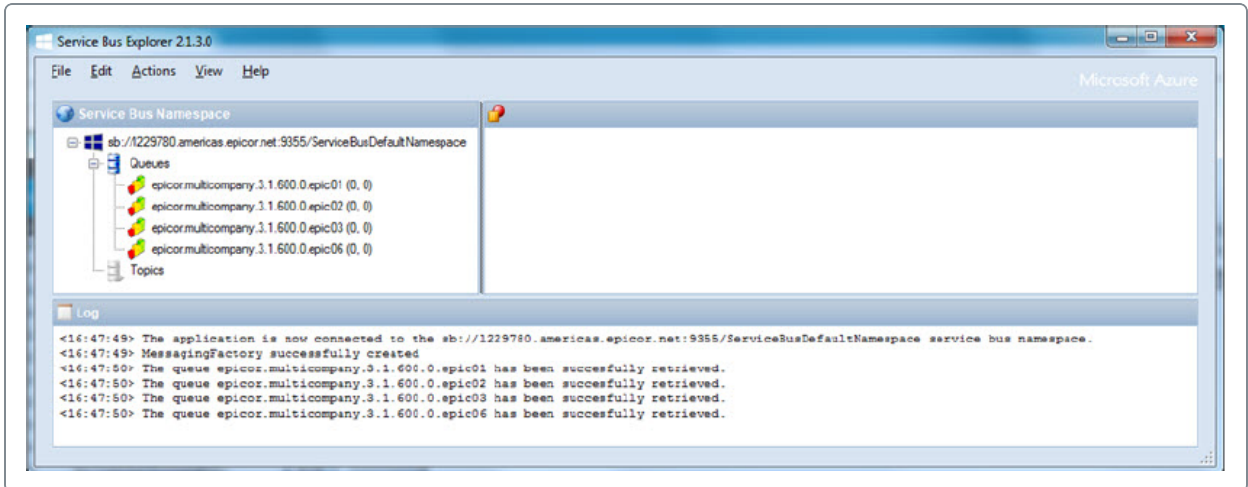 Service Bus Explorer 2.1.3.0
File Edit Actions View Help
Microsoft Azure
Service Bus Namespace
sb://1229780.americas.epicor.net:9355/ServiceBusDefaultNamespace
Queues
epicor.multicompany.3.1.600.0.epic01 (0, 0)
epicor.multicompany.3.1.600.0.epic02 (0, 0)
epicor.multicompany.3.1.600.0.epic03 (0, 0)
epicor.multicompany.3.1.600.0.epic06 (0, 0)
Topics
Log
<16:47:49> The application is now connected to the sb://1229780.americas.epicor.net:9355/ServiceBusDefaultNamespace service bus namespace.
<16:47:49> MessagingFactory successfully created
<16:47:50> The queue epicor.multicompany.3.1.600.0.epic01 has been succesfully retrieved.
<16:47:50> The queue epicor.multicompany.3.1.600.0.epic02 has been succesfully retrieved.
<16:47:50> The queue epicor.multicompany.3.1.600.0.epic03 has been succesfully retrieved.
<16:47:50> The queue epicor.multicompany.3.1.600.0.epic06 has been succesfully retrieved.